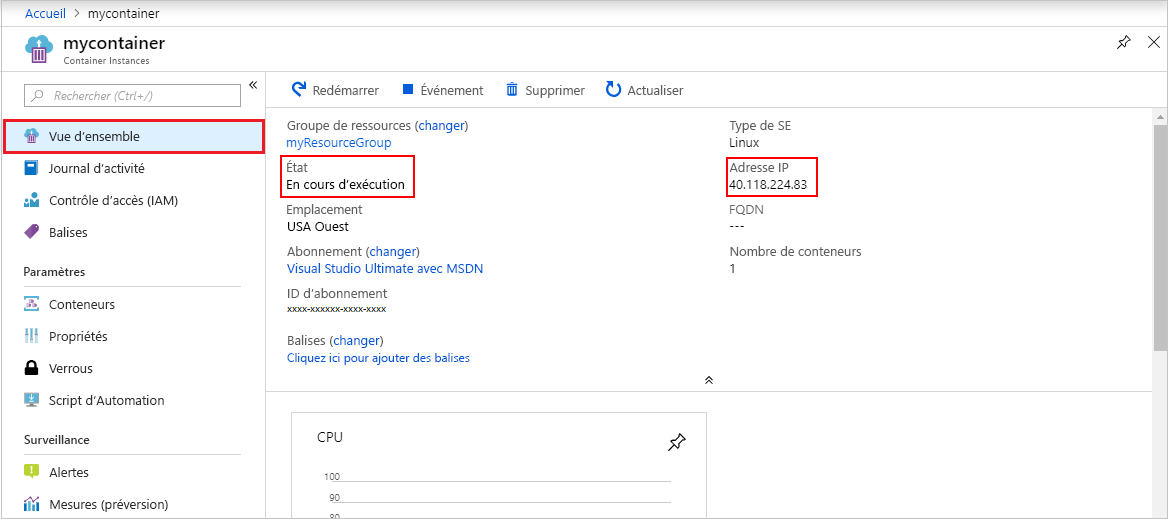 Accueil > mycontainer
mycontainer
Container Instances
Rechercher (Ctrl+/)
«
Vue d'ensemble
Journal d'activité
Contrôle d'accès (IAM)
Balises
Paramètres
Conteneurs
Propriétés
Verrous
Script d'Automation
Surveillance
Alertes
Mesures (préversion)
Redémarrer Événement Supprimer Actualiser
Groupe de ressources (changer)
myResourceGroup
État
En cours d'exécution
Emplacement
USA Ouest
Abonnement (changer)
Visual Studio Ultimate avec MSDN
ID d'abonnement
xxxx-xxxxxx-xxxx-xxxx
Balises (changer)
Cliquez ici pour ajouter des balises
Type de SE
Linux
Adresse IP
40.118.224.83
FQDN
---
Nombre de conteneurs
1
CPU
100
90
80